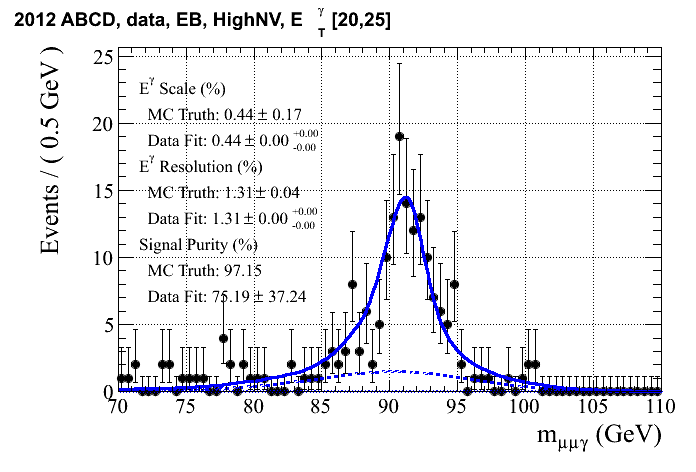 2012 ABCD, data, EB, HighNV, E γ T [20,25]
Events / ( 0.5 GeV )
25
20
15
10
5
0
E^γ Scale (%)
MC Truth: 0.44 ± 0.17
Data Fit: 0.44 ± 0.00 +0.00 -0.00
E^γ Resolution (%)
MC Truth: 1.31 ± 0.04
Data Fit: 1.31 ± 0.00 +0.00 -0.00
Signal Purity (%)
MC Truth: 97.15
Data Fit: 75.19 ± 37.24
70 75 80 85 90 95 100 105 110
m_μμγ (GeV)